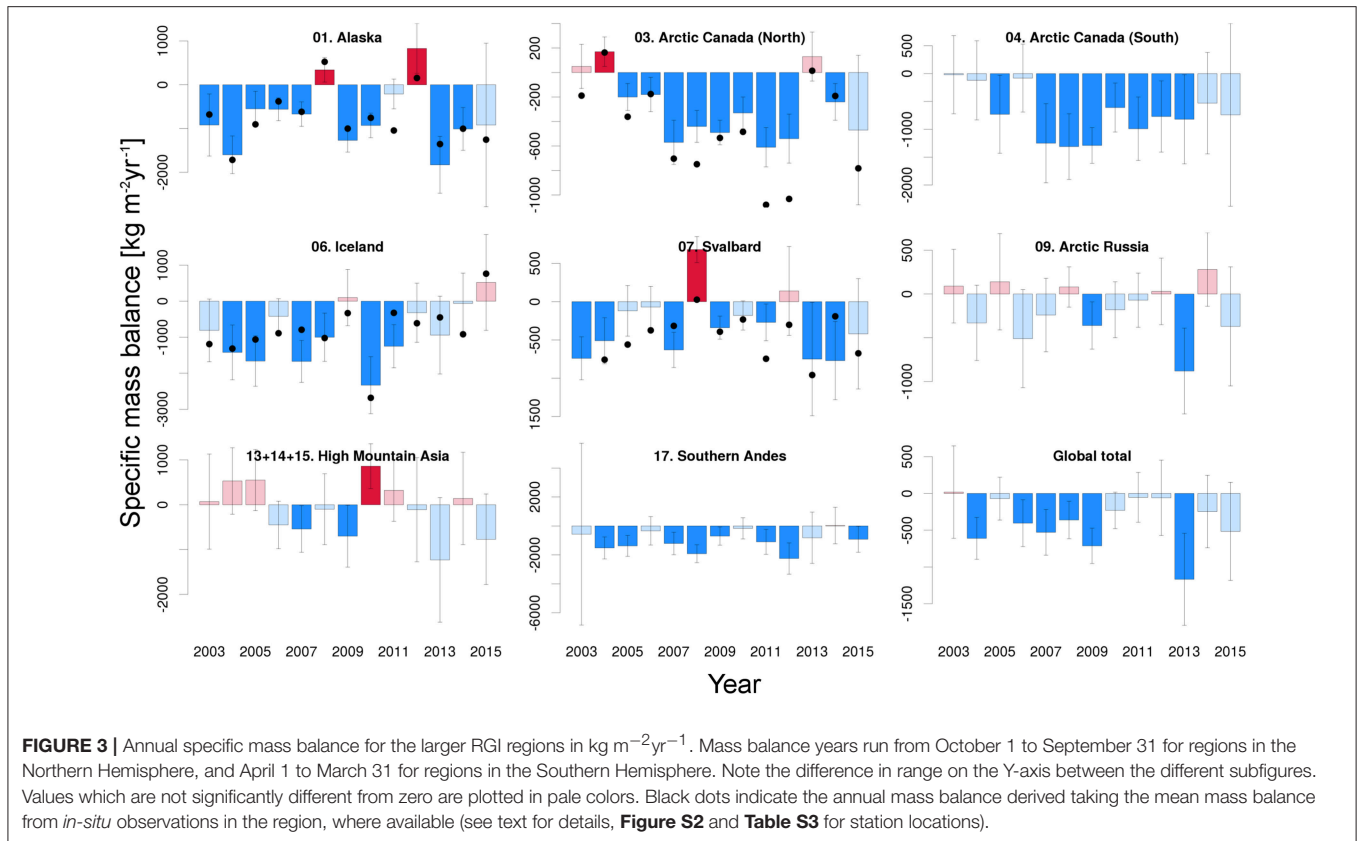 01. Alaska
1000
0
-2000
03. Arctic Canada (North)
200
-200
-600
-1000
04. Arctic Canada (South)
500
0
-1000
-2000
Specific mass balance [kg m⁻²yr⁻¹]
06. Iceland
1000
-1000
-3000
07. Svalbard
500
0
-500
1500
09. Arctic Russia
500
0
-1000
13+14+15. High Mountain Asia
1000
0
-2000
17. Southern Andes
2000
-2000
-6000
Global total
500
0
-500
-1500
2003 2005 2007 2009 2011 2013 2015 2003 2005 2007 2009 2011 2013 2015 2003 2005 2007 2009 2011 2013 2015
Year
FIGURE 3 | Annual specific mass balance for the larger RGI regions in kg m⁻²yr⁻¹. Mass balance years run from October 1 to September 31 for regions in the
Northern Hemisphere, and April 1 to March 31 for regions in the Southern Hemisphere. Note the difference in range on the Y-axis between the different subfigures.
Values which are not significantly different from zero are plotted in pale colors. Black dots indicate the annual mass balance derived taking the mean mass balance
from in-situ observations in the region, where available (see text for details, Figure S2 and Table S3 for station locations).